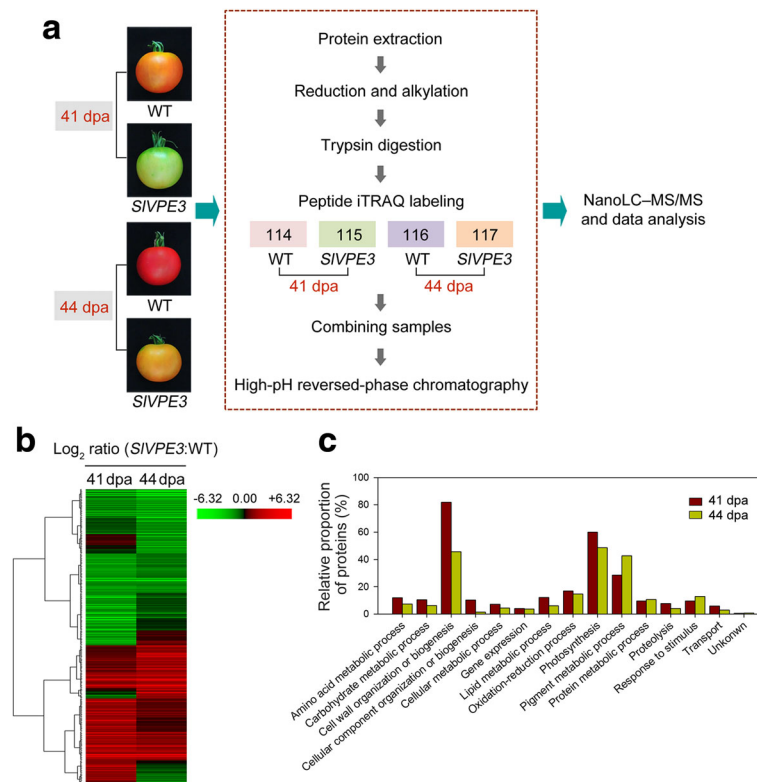 a
41 dpa
WT
SlVPE3
44 dpa
WT
SlVPE3
Protein extraction
Reduction and alkylation
Trypsin digestion
Peptide iTRAQ labeling
114 115 116 117
WT SlVPE3 WT SlVPE3
41 dpa 44 dpa
Combining samples
High-pH reversed-phase chromatography
NanoLC–MS/MS
and data analysis
b
Log2 ratio (SlVPE3:WT)
41 dpa 44 dpa
-6.32 0.00 +6.32
c
Relative proportion
of proteins (%)
100
80
60
40
20
0
41 dpa
44 dpa
Amino acid metabolic process
Carbohydrate metabolic process
Cell wall organization or biogenesis
Cellular component organization or biogenesis
Cellular metabolic process
Gene expression
Lipid metabolic process
Oxidation-reduction process
Photosynthesis
Pigment metabolic process
Protein metabolic process
Proteolysis
Response to stimulus
Transport
Unkonwn